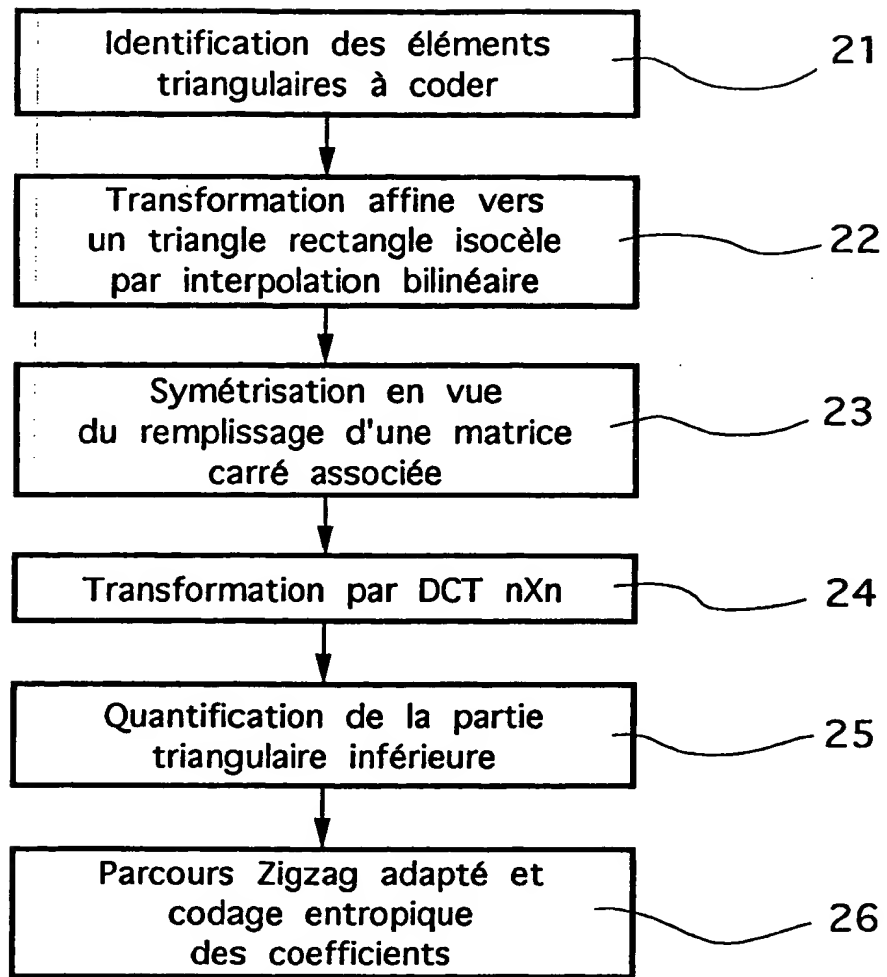 Identification des éléments
triangulaires à coder
21
Transformation affine vers
un triangle rectangle isocèle
par interpolation bilinéaire
22
Symétrisation en vue
du remplissage d'une matrice
carré associée
23
Transformation par DCT nXn
24
Quantification de la partie
triangulaire inférieure
25
Parcours Zigzag adapté et
codage entropique
des coefficients
26